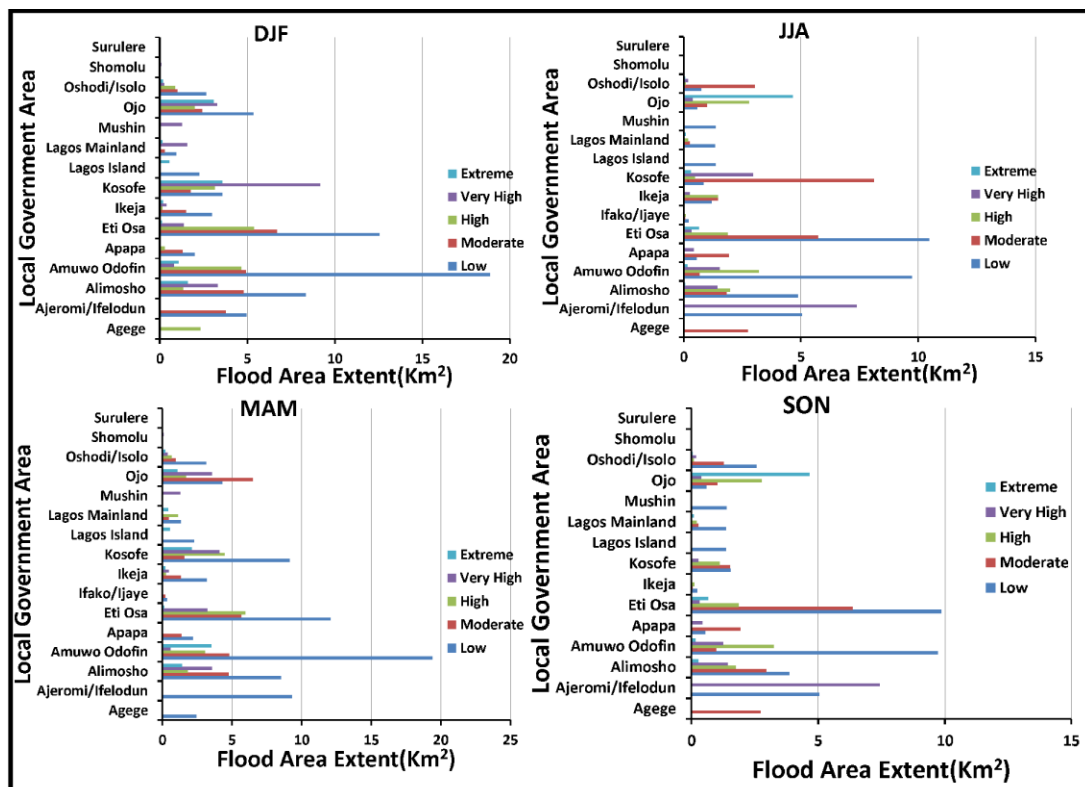 DJF
Local Government Area
Surulere
Shomolu
Oshodi/Isolo
Ojo
Mushin
Lagos Mainland
Lagos Island
Kosofe
Ikeja
Eti Osa
Apapa
Amuwo Odofin
Alimosho
Ajeromi/Ifelodun
Agege
Extreme
Very High
High
Moderate
Low
0 5 10 15 20
Flood Area Extent(Km²)
JJA
Local Government Area
Surulere
Shomolu
Oshodi/Isolo
Ojo
Mushin
Lagos Mainland
Lagos Island
Kosofe
Ikeja
Ifako/Ijaye
Eti Osa
Apapa
Amuwo Odofin
Alimosho
Ajeromi/Ifelodun
Agege
Extreme
Very High
High
Moderate
Low
0 5 10 15
Flood Area Extent(Km²)
MAM
Local Government Area
Surulere
Shomolu
Oshodi/Isolo
Ojo
Mushin
Lagos Mainland
Lagos Island
Kosofe
Ikeja
Ifako/Ijaye
Eti Osa
Apapa
Amuwo Odofin
Alimosho
Ajeromi/Ifelodun
Agege
Extreme
Very High
High
Moderate
Low
0 5 10 15 20 25
Flood Area Extent(Km²)
SON
Local Government Area
Surulere
Shomolu
Oshodi/Isolo
Ojo
Mushin
Lagos Mainland
Lagos Island
Kosofe
Ikeja
Eti Osa
Apapa
Amuwo Odofin
Alimosho
Ajeromi/Ifelodun
Agege
Extreme
Very High
High
Moderate
Low
0 5 10 15
Flood Area Extent(Km²)